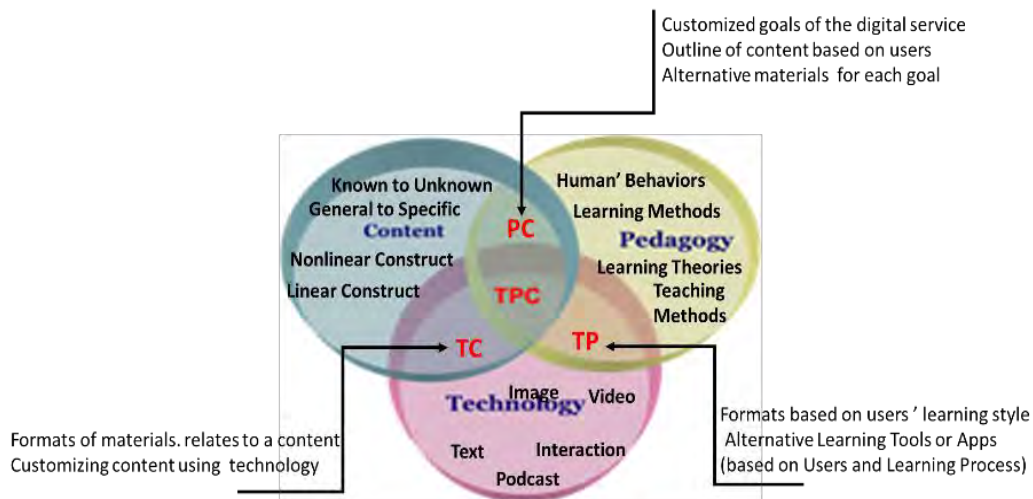 Customized goals of the digital service
Outline of content based on users
Alternative materials for each goal
Known to Unknown
General to Specific
Content
Nonlinear Construct
Linear Construct
PC
Human' Behaviors
Learning Methods
Pedagogy
Learning Theories
Teaching
Methods
TPC
TC
TP
Image
Video
Technology
Text
Interaction
Podcast
Formats of materials. relates to a content
Customizing content using technology
Formats based on users ' learning style
Alternative Learning Tools or Apps
(based on Users and Learning Process)